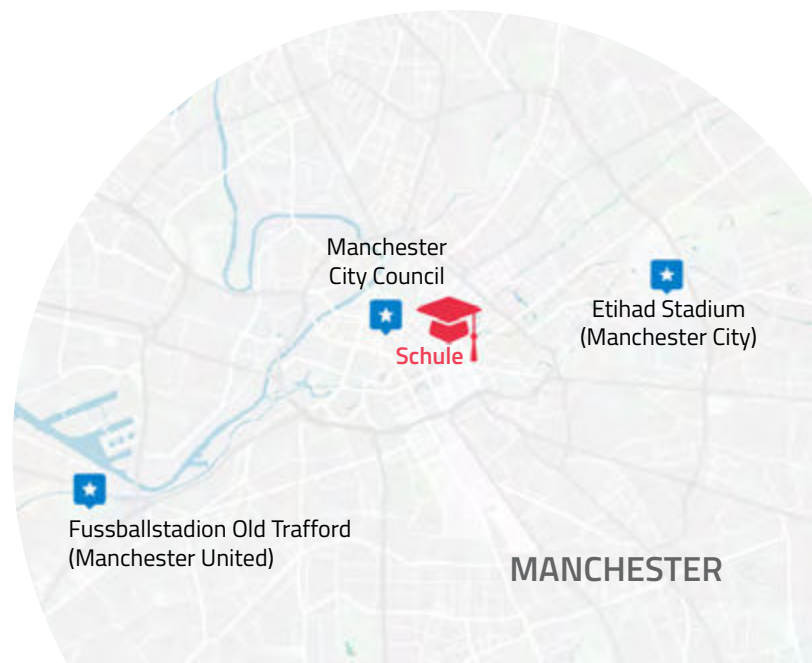 Manchester
City Council
Schule
Etihad Stadium
(Manchester City)
Fussballstadion Old Trafford
(Manchester United)
MANCHESTER